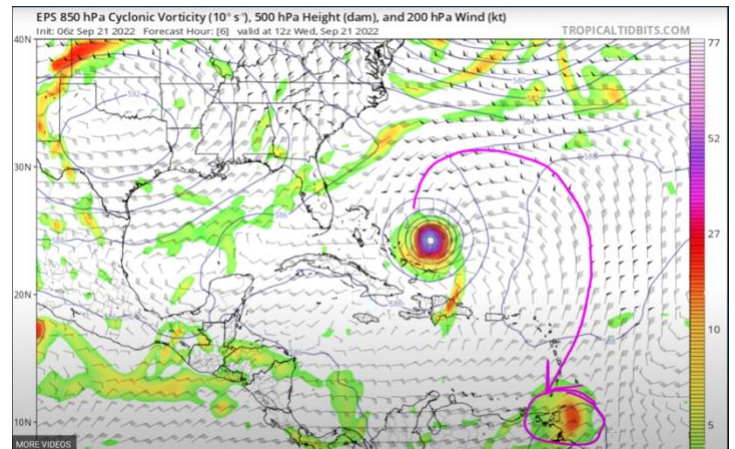 EPS 850 hPa Cyclonic Vorticity (10⁻⁵ s⁻¹), 500 hPa Height (dam), and 200 hPa Wind (kt)
Init: 06z Sep 21 2022 Forecast Hour: [6] valid at 12z Wed, Sep 21 2022 TROPICALTIDBITS.COM
40N
77
592
52
30N
588
27
20N
10
10N
5
MORE VIDEOS